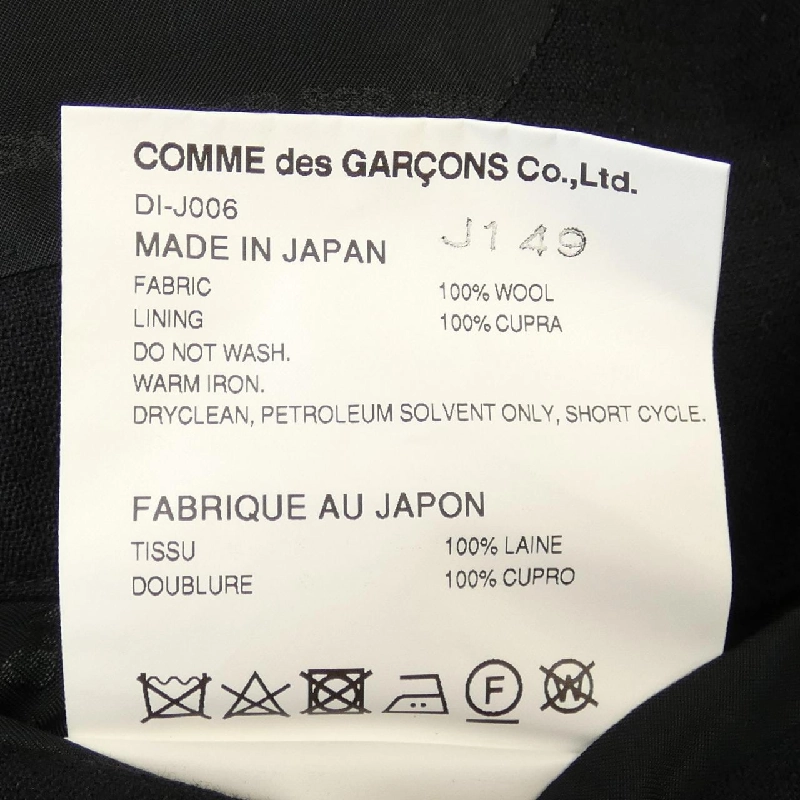 COMME des GARÇONS Co.,Ltd.
DI-J006
MADE IN JAPAN J149
FABRIC 100% WOOL
LINING 100% CUPRA
DO NOT WASH.
WARM IRON.
DRYCLEAN, PETROLEUM SOLVENT ONLY, SHORT CYCLE.
FABRIQUE AU JAPON
TISSU 100% LAINE
DOUBLURE 100% CUPRO
F W